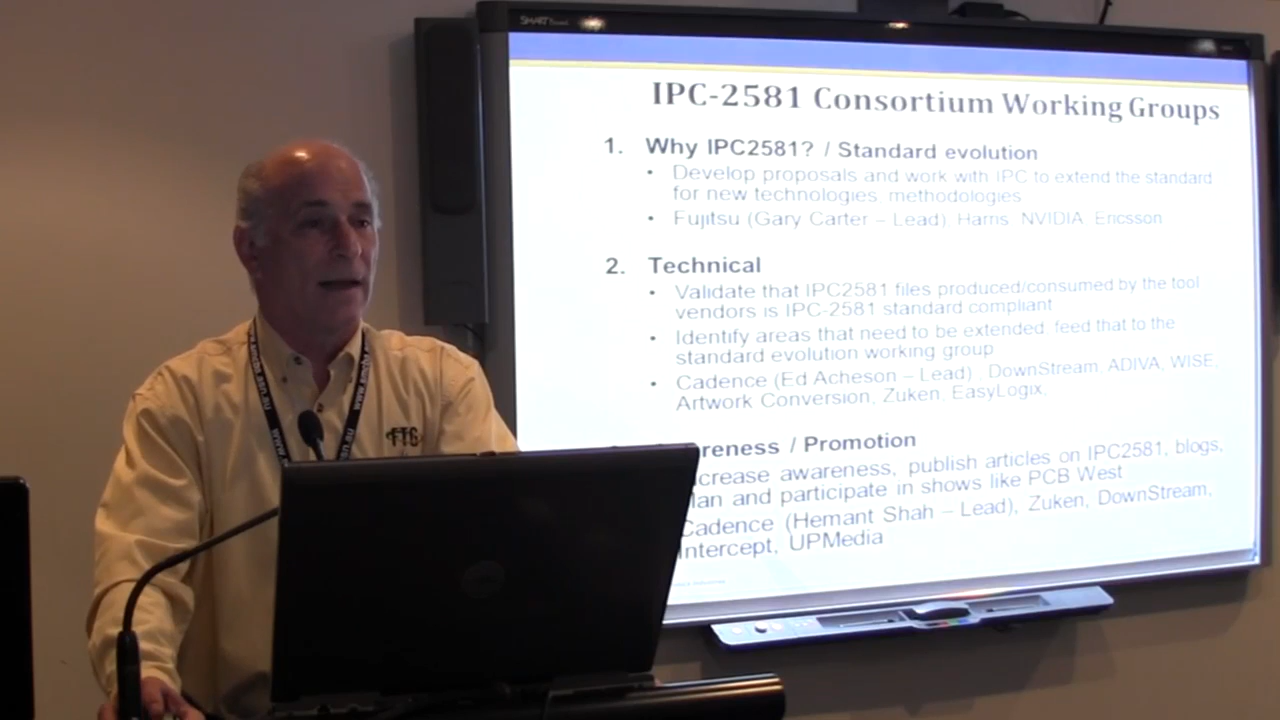 SMART
IPC-2581 Consortium Working Groups
1. Why IPC2581? / Standard evolution
• Develop proposals and work with IPC to extend the standard
for new technologies, methodologies
• Fujitsu (Gary Carter – Lead) Harris, NVIDIA, Ericsson
2. Technical
• Validate that IPC2581 files produced/consumed by the tool
vendors is IPC-2581 standard compliant
• Identify areas that need to be extended, feed that to the
standard evolution working group
• Cadence (Ed Acheson – Lead), DownStream, ADIVA, WISE,
Artwork Conversion, Zuken, EasyLogix,
reness / Promotion
crease awareness, publish articles on IPC2581, blogs,
lan and participate in shows like PCB West
Cadence (Hemant Shah – Lead), Zuken, DownStream,
Intercept, UPMedia
FTG